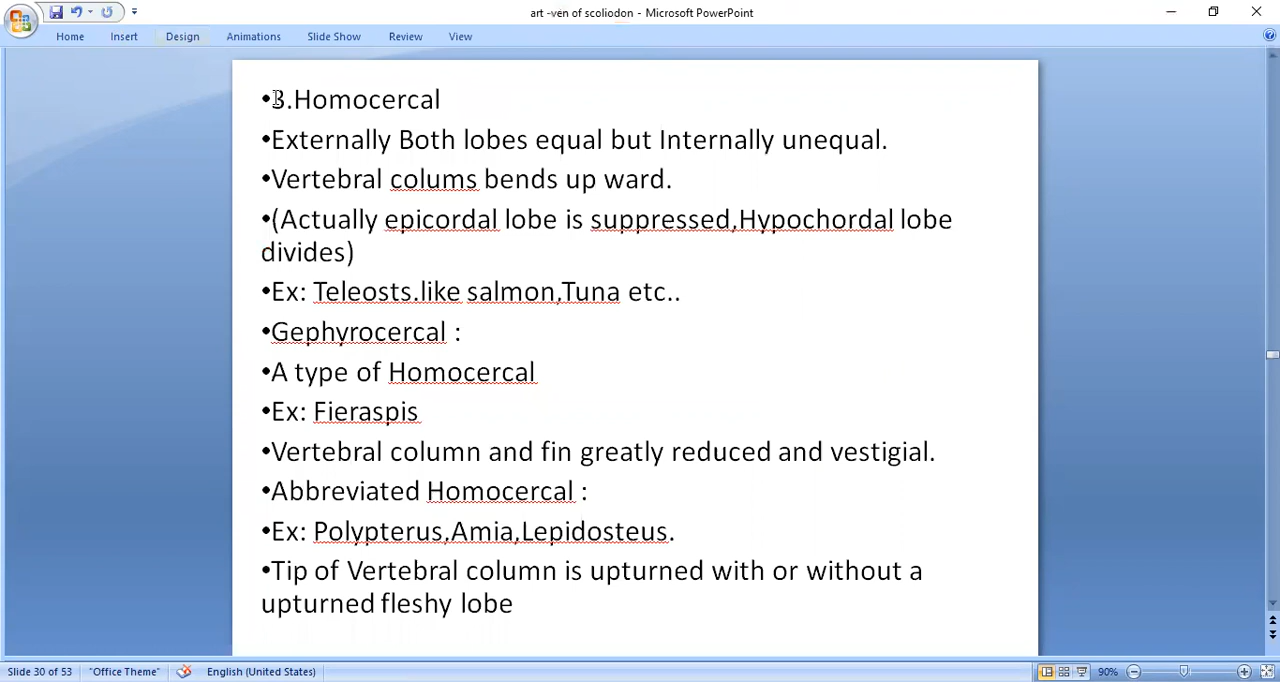 art -ven of scoliodon - Microsoft PowerPoint
Home Insert Design Animations Slide Show Review View
•3.Homocercal
•Externally Both lobes equal but Internally unequal.
•Vertebral colums bends up ward.
•(Actually epicordal lobe is suppressed,Hypochordal lobe
divides)
•Ex: Teleosts.like salmon,Tuna etc..
•Gephyrocercal :
•A type of Homocercal
•Ex: Fieraspis
•Vertebral column and fin greatly reduced and vestigial.
•Abbreviated Homocercal :
•Ex: Polypterus,Amia,Lepidosteus.
•Tip of Vertebral column is upturned with or without a
upturned fleshy lobe
Slide 30 of 53 "Office Theme" English (United States) 90%